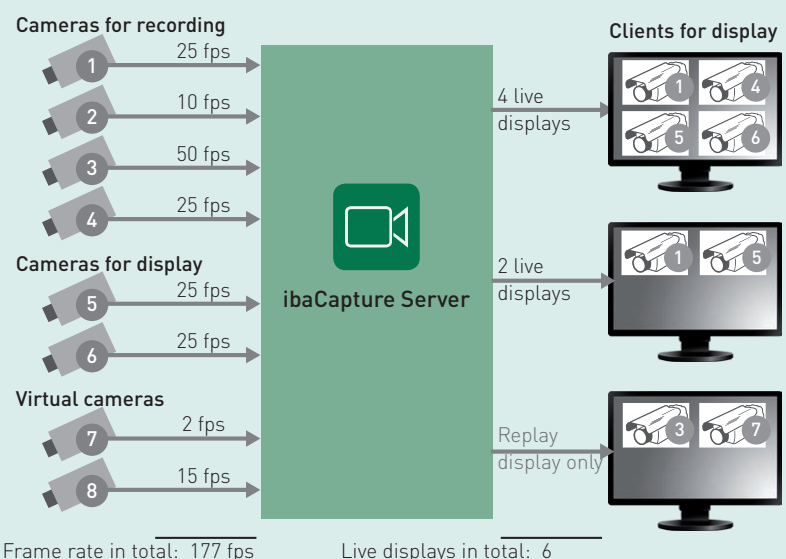 Cameras for recording
1
25 fps
2
10 fps
3
50 fps
4
25 fps
Cameras for display
5
25 fps
6
25 fps
Virtual cameras
7
2 fps
8
15 fps
Frame rate in total: 177 fps
ibaCapture Server
4 live
displays
2 live
displays
Replay
display only
Live displays in total: 6
Clients for display
1
4
5
6
1
5
3
7